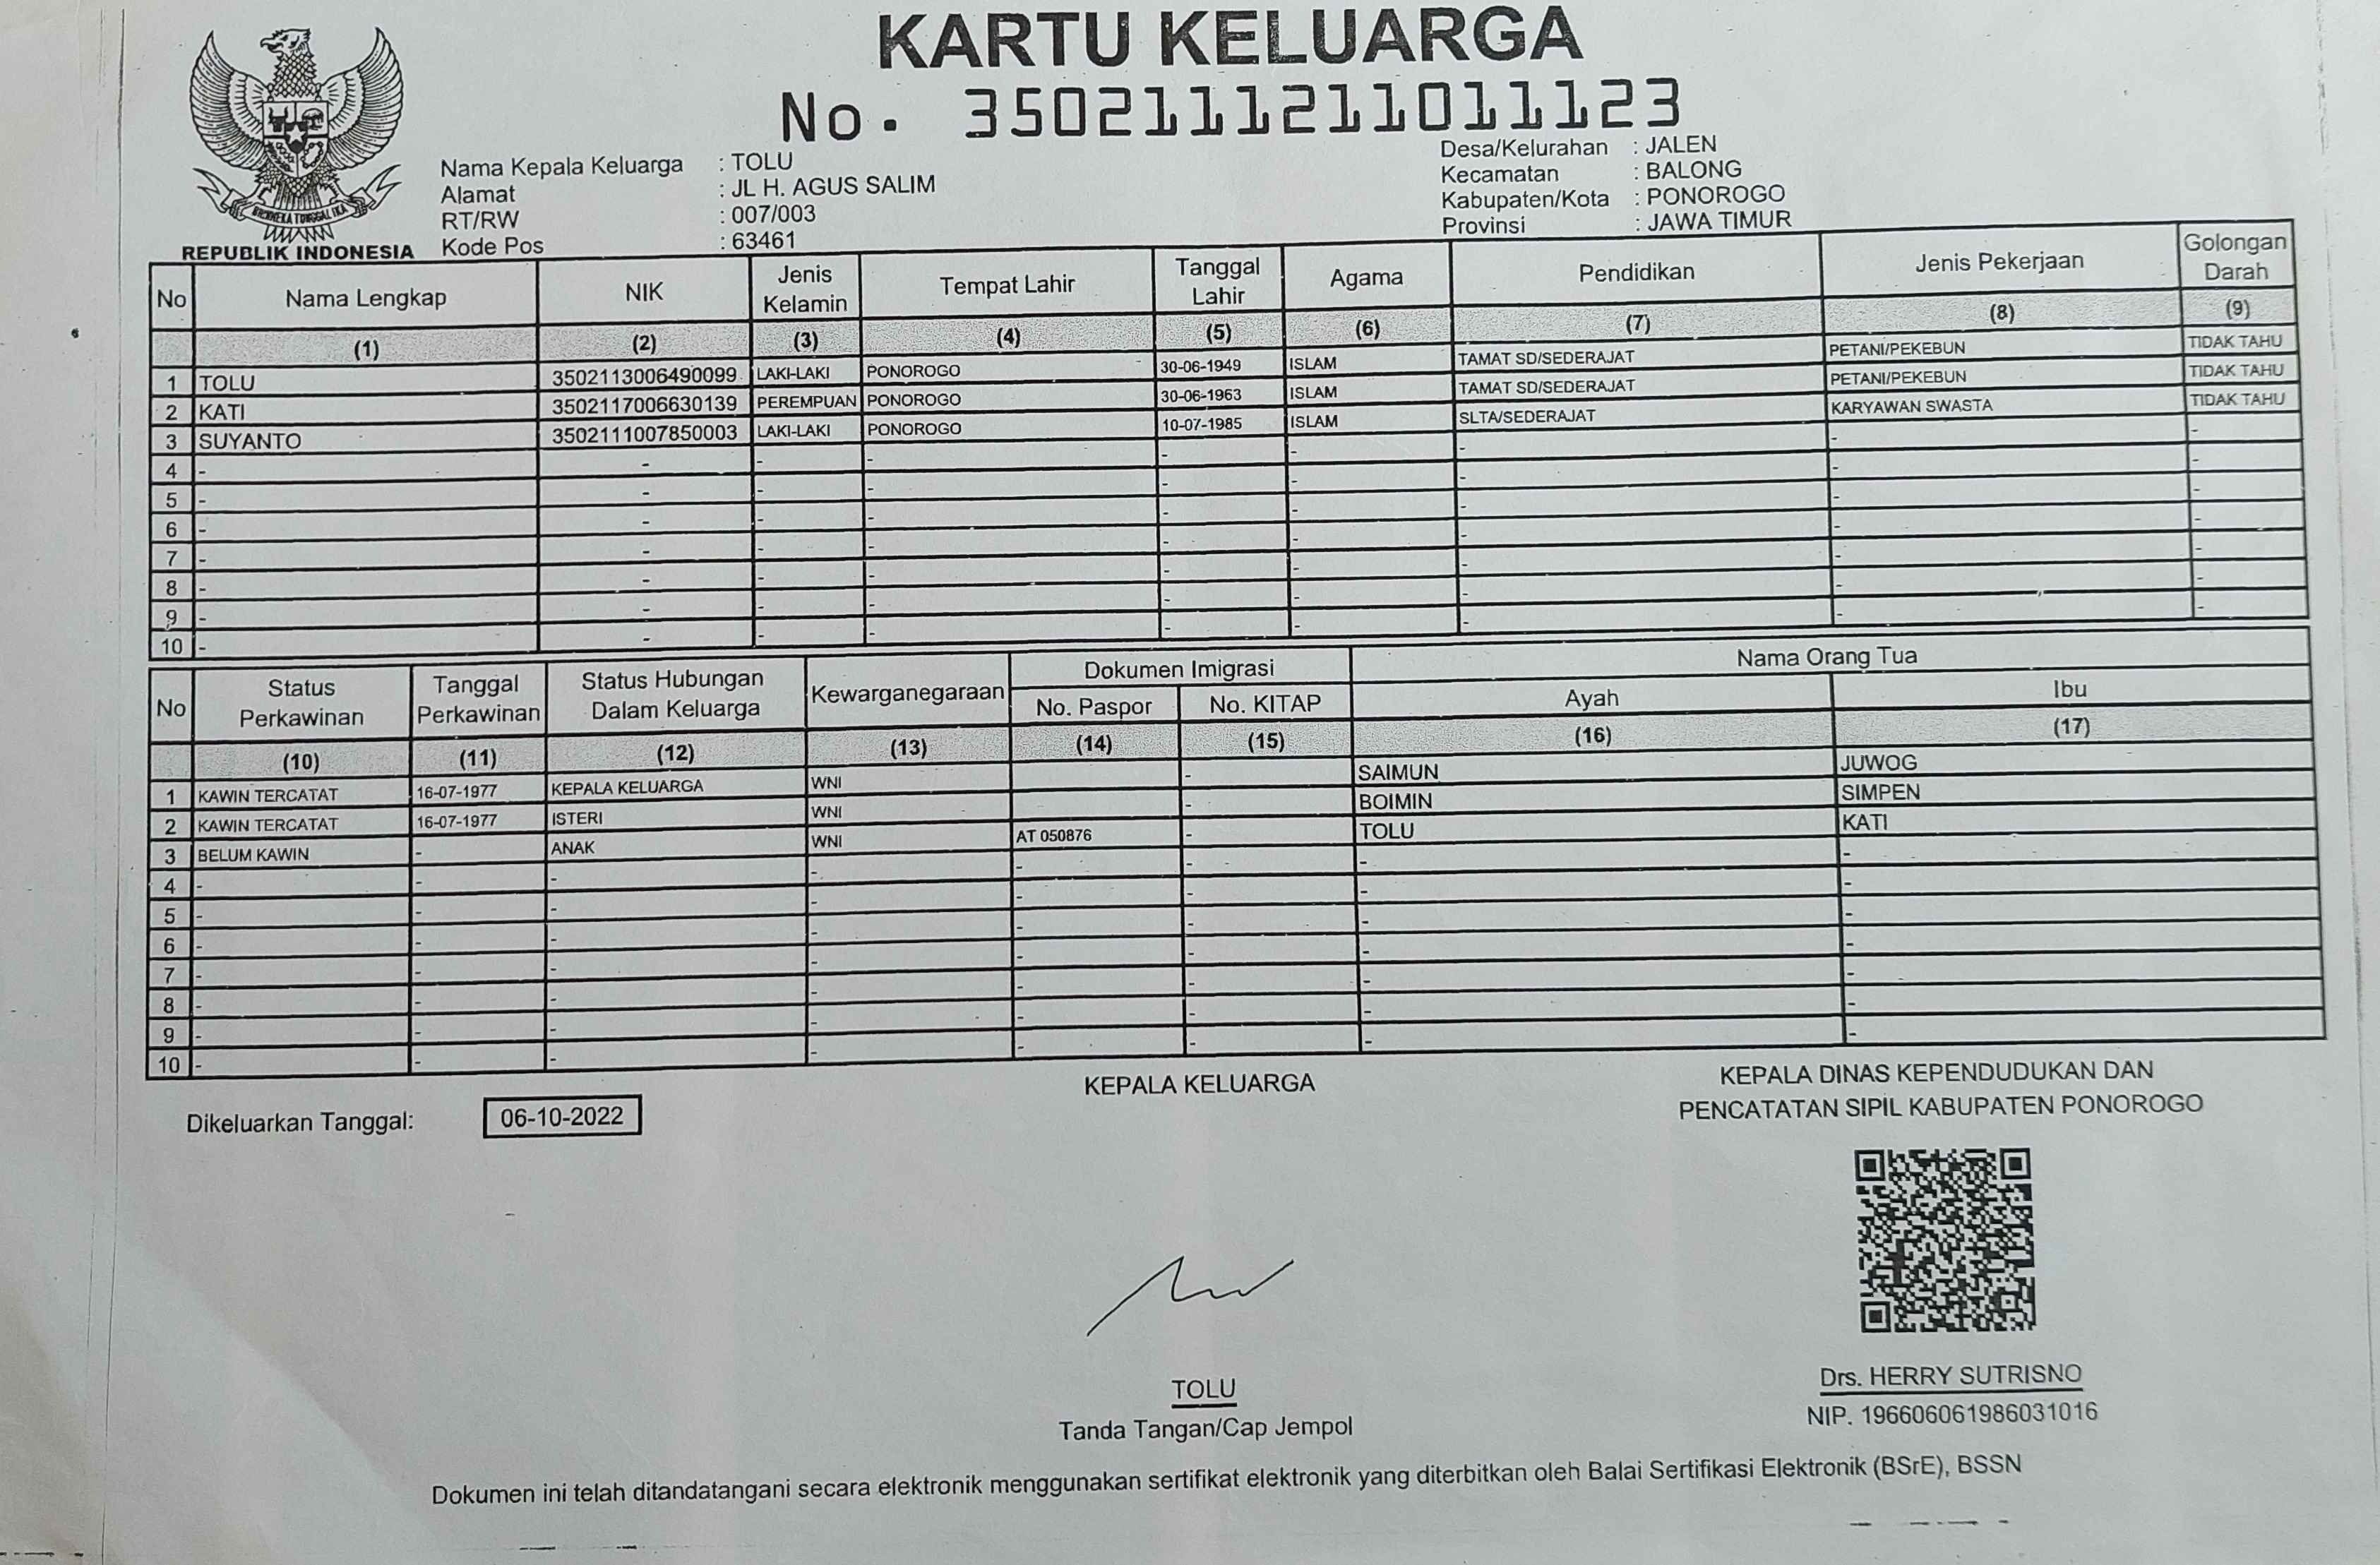 KARTU KELUARGA
No. 3502111211011123
BHINNEKA TUNGGAL IKA
REPUBLIK INDONESIA
Nama Kepala Keluarga : TOLU
Alamat : JL H. AGUS SALIM
RT/RW : 007/003
Kode Pos : 63461
Desa/Kelurahan : JALEN
Kecamatan : BALONG
Kabupaten/Kota : PONOROGO
Provinsi : JAWA TIMUR
No Nama Lengkap NIK Jenis Kelamin Tempat Lahir Tanggal Lahir Agama Pendidikan Jenis Pekerjaan Golongan Darah
(1) (2) (3) (4) (5) (6) (7) (8) (9)
1 TOLU 3502113006490099 LAKI-LAKI PONOROGO 30-06-1949 ISLAM TAMAT SD/SEDERAJAT PETANI/PEKEBUN TIDAK TAHU
2 KATI 3502117006630139 PEREMPUAN PONOROGO 30-06-1963 ISLAM TAMAT SD/SEDERAJAT PETANI/PEKEBUN TIDAK TAHU
3 SUYANTO 3502111007850003 LAKI-LAKI PONOROGO 10-07-1985 ISLAM SLTA/SEDERAJAT KARYAWAN SWASTA TIDAK TAHU
4 - - - - - - - - -
5 - - - - - - - - -
6 - - - - - - - - -
7 - - - - - - - - -
8 - - - - - - - - -
9 - - - - - - - - -
10 - - - - - - - - -
No Status Perkawinan Tanggal Perkawinan Status Hubungan Dalam Keluarga Kewarganegaraan Dokumen Imigrasi Nama Orang Tua
No. Paspor No. KITAP Ayah Ibu
(10) (11) (12) (13) (14) (15) (16) (17)
1 KAWIN TERCATAT 16-07-1977 KEPALA KELUARGA WNI - SAIMUN JUWOG
2 KAWIN TERCATAT 16-07-1977 ISTERI WNI - BOIMIN SIMPEN
3 BELUM KAWIN - ANAK WNI AT 050876 - TOLU KATI
4 - - - - - - - -
5 - - - - - - - -
6 - - - - - - - -
7 - - - - - - - -
8 - - - - - - - -
9 - - - - - - - -
10 - - - - - - - -
Dikeluarkan Tanggal: 06-10-2022
KEPALA KELUARGA
TOLU
Tanda Tangan/Cap Jempol
KEPALA DINAS KEPENDUDUKAN DAN
PENCATATAN SIPIL KABUPATEN PONOROGO
Drs. HERRY SUTRISNO
NIP. 196606061986031016
Dokumen ini telah ditandatangani secara elektronik menggunakan sertifikat elektronik yang diterbitkan oleh Balai Sertifikasi Elektronik (BSrE), BSSN